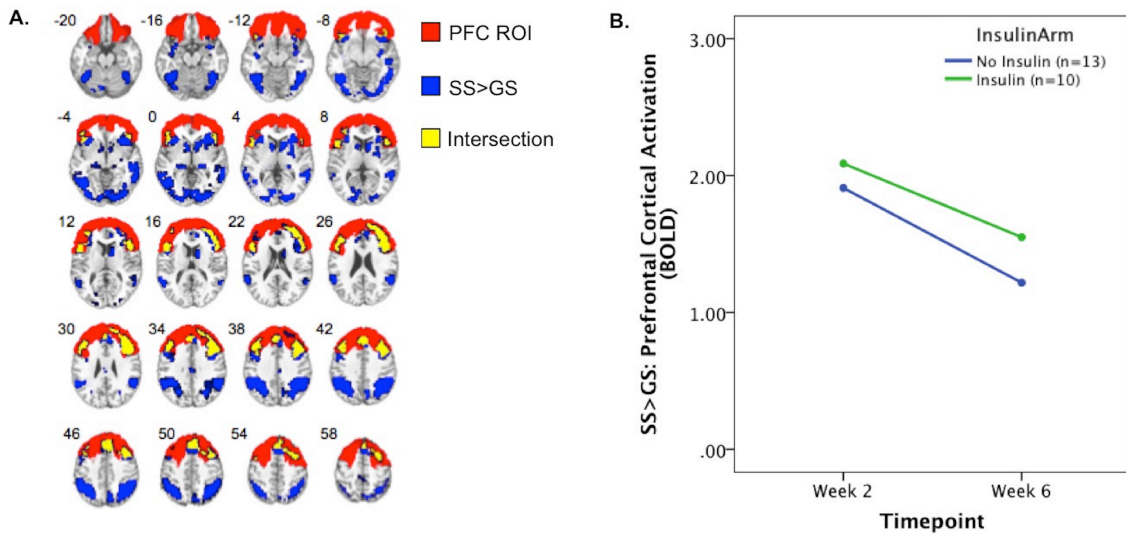 A.
-20 -16 -12 -8
PFC ROI
SS>GS
Intersection
-4 0 4 8
12 16 22 26
30 34 38 42
46 50 54 58
B.
InsulinArm
No Insulin (n=13)
Insulin (n=10)
3.00
2.00
1.00
.00
SS>GS: Prefrontal Cortical Activation
(BOLD)
Week 2 Week 6
Timepoint